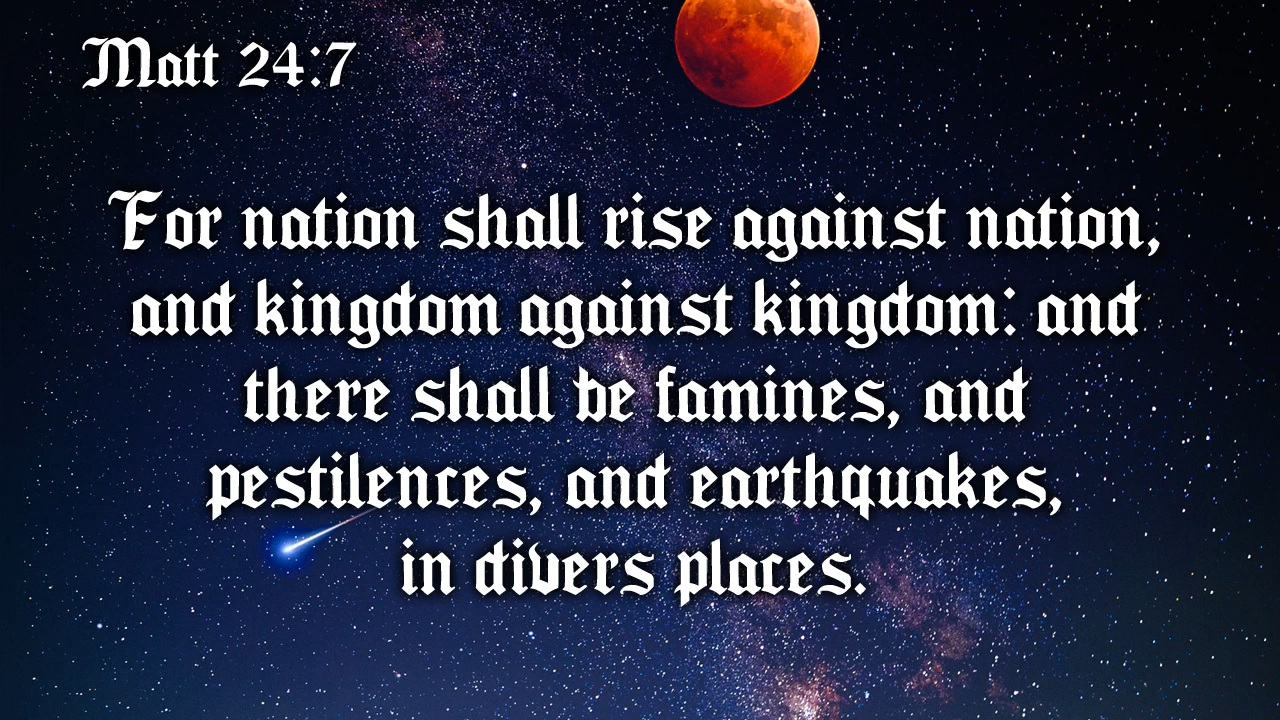 Matt 24:7
For nation shall rise against nation,
and kingdom against kingdom: and
there shall be famines, and
pestilences, and earthquakes,
in divers places.